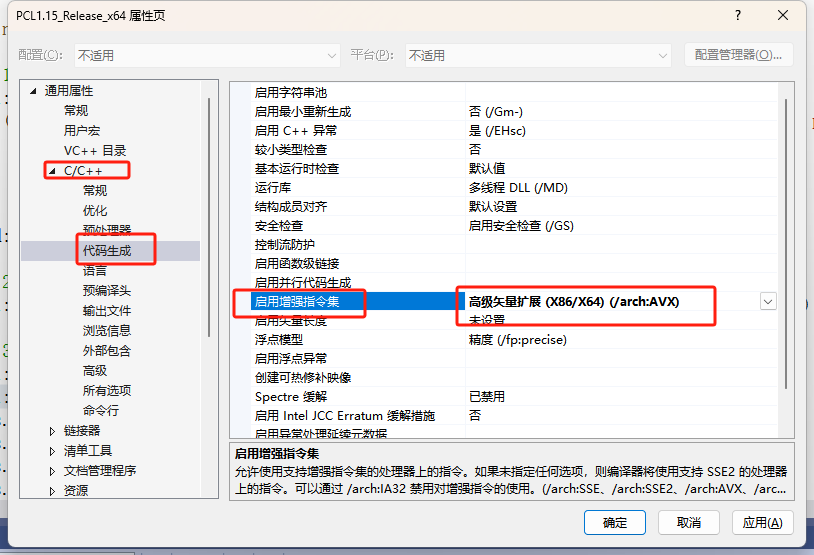 PCL1.15_Release_x64 属性页
配置(C): 不适用 平台(P): 不适用 配置管理器(O)...
通用属性
常规
用户宏
VC++ 目录
C/C++
常规
优化
预处理器
代码生成
语言
预编译头
输出文件
浏览信息
外部包含
高级
所有选项
命令行
链接器
清单工具
文档管理程序
资源
启用字符串池
启用最小重新生成 否 (/Gm-)
启用 C++ 异常 是 (/EHsc)
较小类型检查 否
基本运行时检查 默认值
运行库 多线程 DLL (/MD)
结构成员对齐 默认设置
安全检查 启用安全检查 (/GS)
控制流防护
启用函数级链接
启用并行代码生成
启用增强指令集 高级矢量扩展 (X86/X64) (/arch:AVX)
启用矢量长度 未设置
浮点模型 精度 (/fp:precise)
启用浮点异常
创建可热修补映像
Spectre 缓解 已禁用
启用 Intel JCC Erratum 缓解措施 否
启用异常处理延续元数据
启用增强指令集
允许使用支持增强指令集的处理器上的指令。如果未指定任何选项，则编译器将使用支持 SSE2 的处理器
上的指令。可以通过 /arch:IA32 禁用对增强指令的使用。(/arch:SSE、/arch:SSE2、/arch:AVX、/arc...
确定 取消 应用(A)